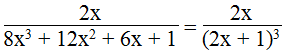 2x / (8x³ + 12x² + 6x + 1) = 2x / (2x + 1)³